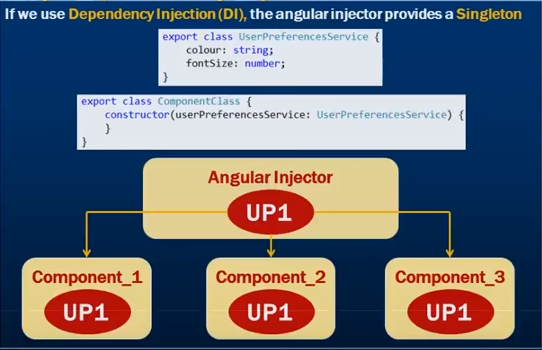 If we use Dependency Injection (DI), the angular injector provides a Singleton
export class UserPreferencesService {
    colour: string;
    fontSize: number;
}
export class ComponentClass {
    constructor(userPreferencesService: UserPreferencesService) {
    }
}
Angular Injector
UP1
Component_1 Component_2 Component_3
UP1 UP1 UP1